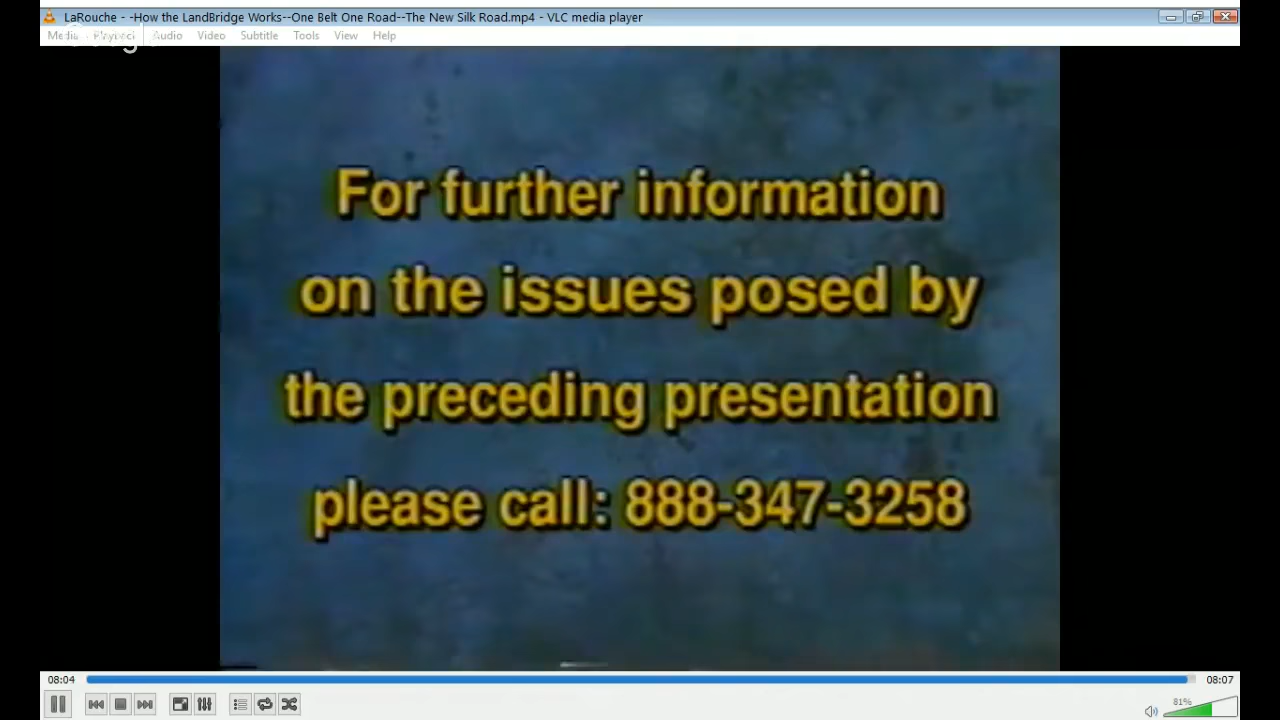 LaRouche - -How the LandBridge Works--One Belt One Road--The New Silk Road.mp4 - VLC media player
Media Playback Audio Video Subtitle Tools View Help
For further information
on the issues posed by
the preceding presentation
please call: 888-347-3258
08:04
08:07
81%